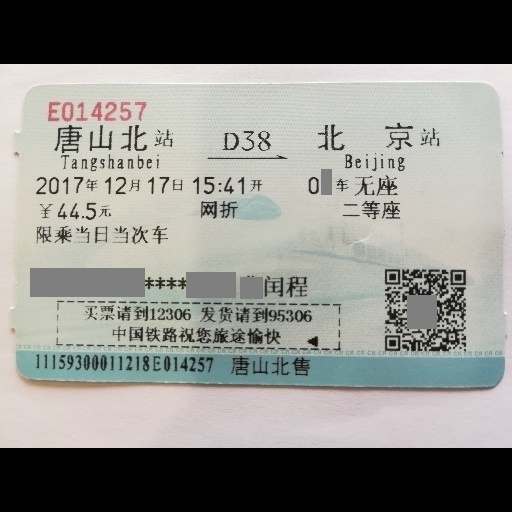 E014257
唐山北站 D38 北京站
Tangshanbei Beijing
2017年12月17日 15:41开 0 车 无座
￥44.5元 网折 二等座
限乘当日当次车
**** 闰程
买票请到12306 发货请到95306
中国铁路祝您旅途愉快
11159300011218E014257 唐山北售